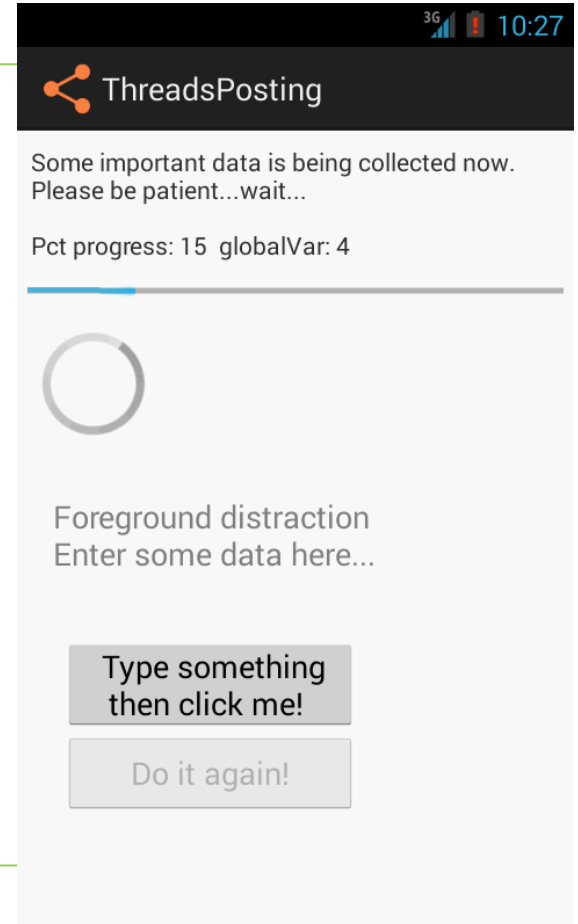 3G ! 10:27
ThreadsPosting
Some important data is being collected now.
Please be patient...wait...
Pct progress: 15 globalVar: 4
Foreground distraction
Enter some data here...
Type something
then click me!
Do it again!